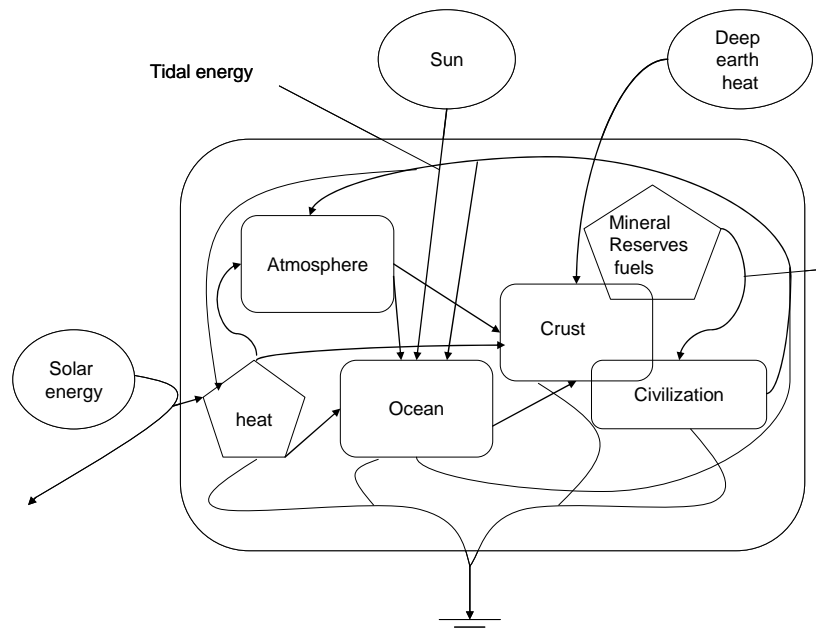 Tidal energy
Sun
Deep
earth
heat
Atmosphere
Mineral
Reserves
fuels
Crust
Solar
energy
heat
Ocean
Civilization